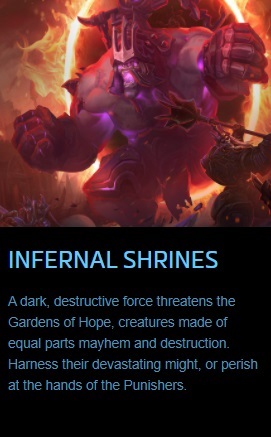 INFERNAL SHRINES
A dark, destructive force threatens the
Gardens of Hope, creatures made of
equal parts mayhem and destruction.
Harness their devastating might, or perish
at the hands of the Punishers.